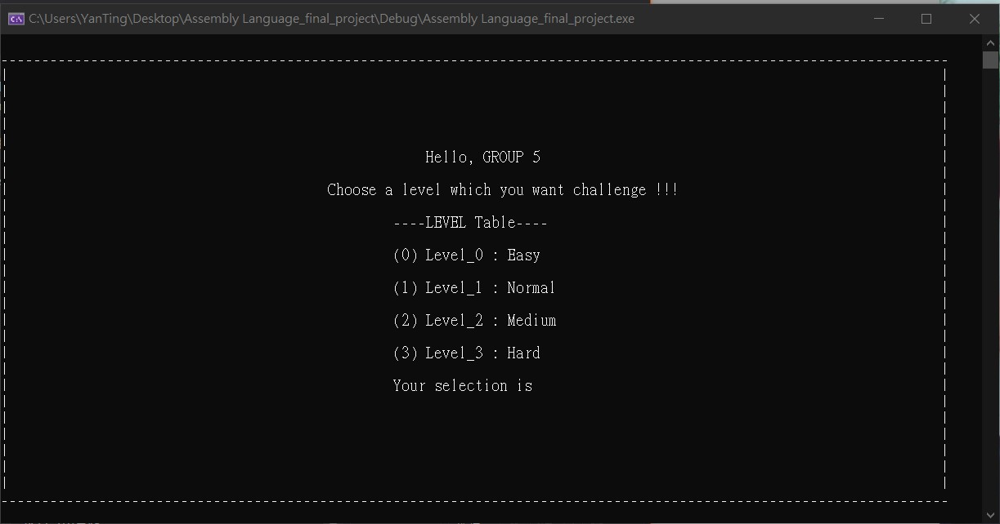 C:\Users\YanTing\Desktop\Assembly Language_final_project\Debug\Assembly Language_final_project.exe
Hello, GROUP 5
Choose a level which you want challenge !!!
----LEVEL Table----
(0) Level_0 : Easy
(1) Level_1 : Normal
(2) Level_2 : Medium
(3) Level_3 : Hard
Your selection is